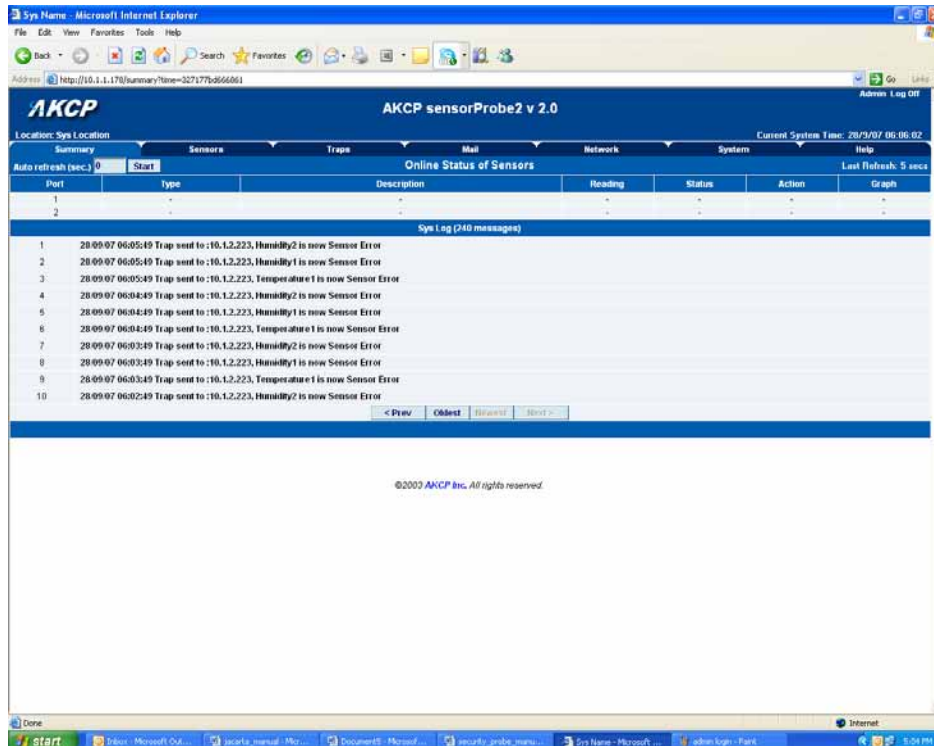 Sys Name - Microsoft Internet Explorer
File Edit View Favorites Tools Help
Back Search Favorites
Address http://10.1.1.170/summary?time=327177bd666061 Go Links
Admin Log Off
AKCP AKCP sensorProbe2 v 2.0
Location: Sys Location Current System Time: 28/9/07 06:06:02
Summary Sensors Traps Mail Network System Help
Auto refresh (sec.) 0 Start Online Status of Sensors Last Refresh: 5 secs
Port Type Description Reading Status Action Graph
1 - - - - - -
2 - - - - - -
Sys Log (240 messages)
1 28/09/07 06:05:49 Trap sent to :10.1.2.223, Humidity2 is now Sensor Error
2 28/09/07 06:05:49 Trap sent to :10.1.2.223, Humidity1 is now Sensor Error
3 28/09/07 06:05:49 Trap sent to :10.1.2.223, Temperature1 is now Sensor Error
4 28/09/07 06:04:49 Trap sent to :10.1.2.223, Humidity2 is now Sensor Error
5 28/09/07 06:04:49 Trap sent to :10.1.2.223, Humidity1 is now Sensor Error
6 28/09/07 06:04:49 Trap sent to :10.1.2.223, Temperature1 is now Sensor Error
7 28/09/07 06:03:49 Trap sent to :10.1.2.223, Humidity2 is now Sensor Error
8 28/09/07 06:03:49 Trap sent to :10.1.2.223, Humidity1 is now Sensor Error
9 28/09/07 06:03:49 Trap sent to :10.1.2.223, Temperature1 is now Sensor Error
10 28/09/07 06:02:49 Trap sent to :10.1.2.223, Humidity2 is now Sensor Error
< Prev Oldest Newest Next >
©2003 AKCP Inc. All rights reserved.
Done Internet
start Inbox - Microsoft Out... jacarta_manual - Micr... Document5 - Microsof... security_probe_manu... Sys Name - Microsoft ... admin login - Paint 5:04 PM